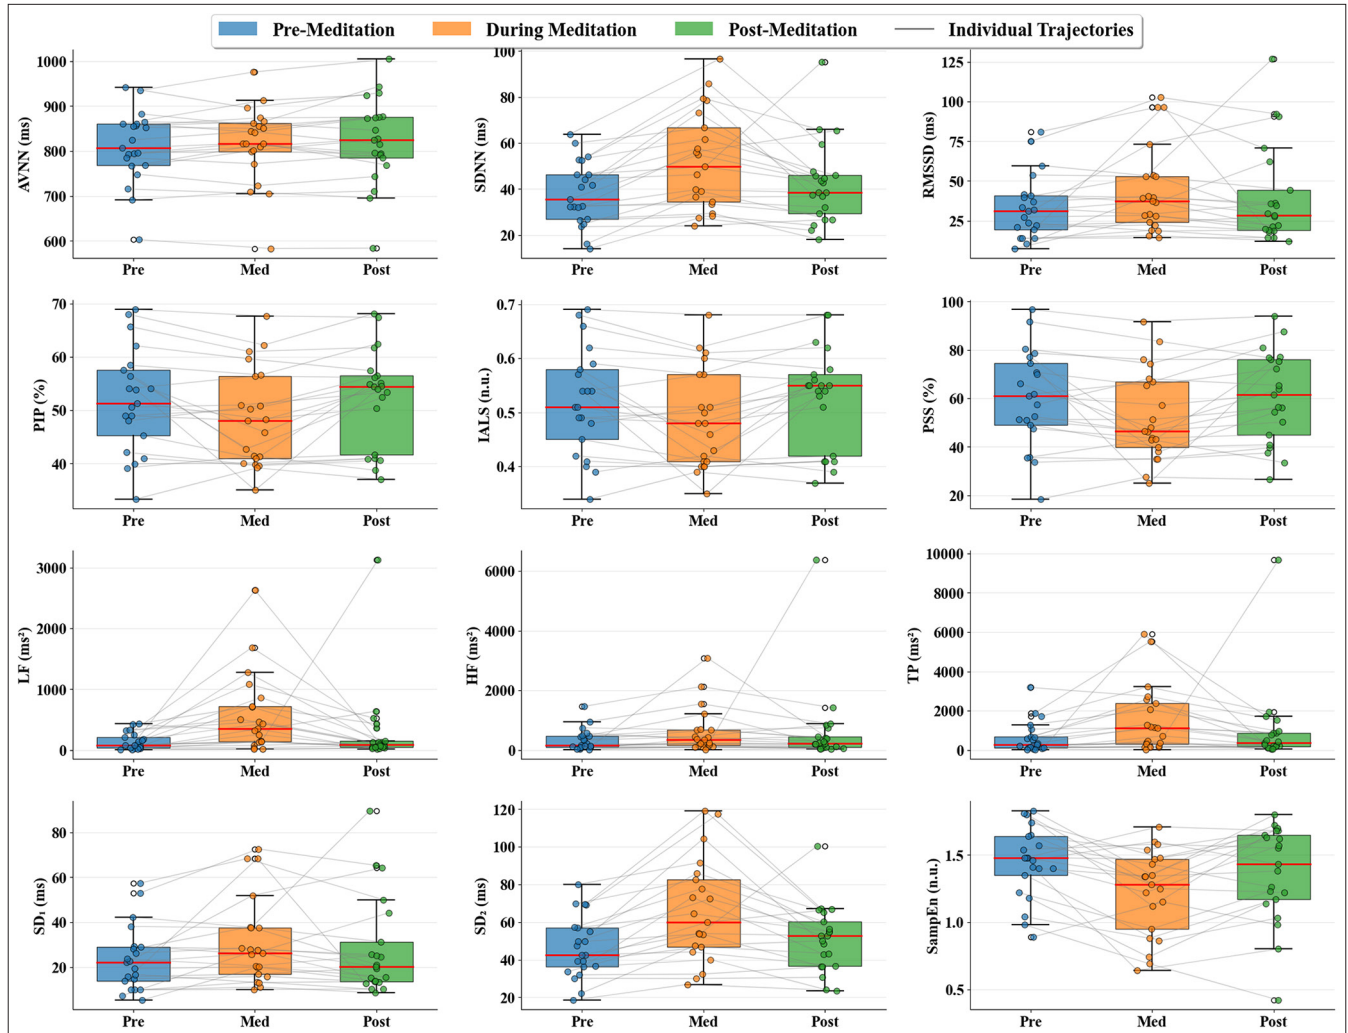 Pre-Meditation During Meditation Post-Meditation Individual Trajectories
AVNN (ms)
1000
900
800
700
600
Pre Med Post
SDNN (ms)
100
80
60
40
20
Pre Med Post
RMSSD (ms)
125
100
75
50
25
Pre Med Post
PIP (%)
70
60
50
40
Pre Med Post
IALS (n.u.)
0.7
0.6
0.5
0.4
Pre Med Post
PSS (%)
100
80
60
40
20
Pre Med Post
LF (ms²)
3000
2000
1000
0
Pre Med Post
HF (ms²)
6000
4000
2000
0
Pre Med Post
TP (ms²)
10000
8000
6000
4000
2000
0
Pre Med Post
SD₁ (ms)
80
60
40
20
Pre Med Post
SD₂ (ms)
120
100
80
60
40
20
Pre Med Post
SampEn (n.u.)
1.5
1.0
0.5
Pre Med Post